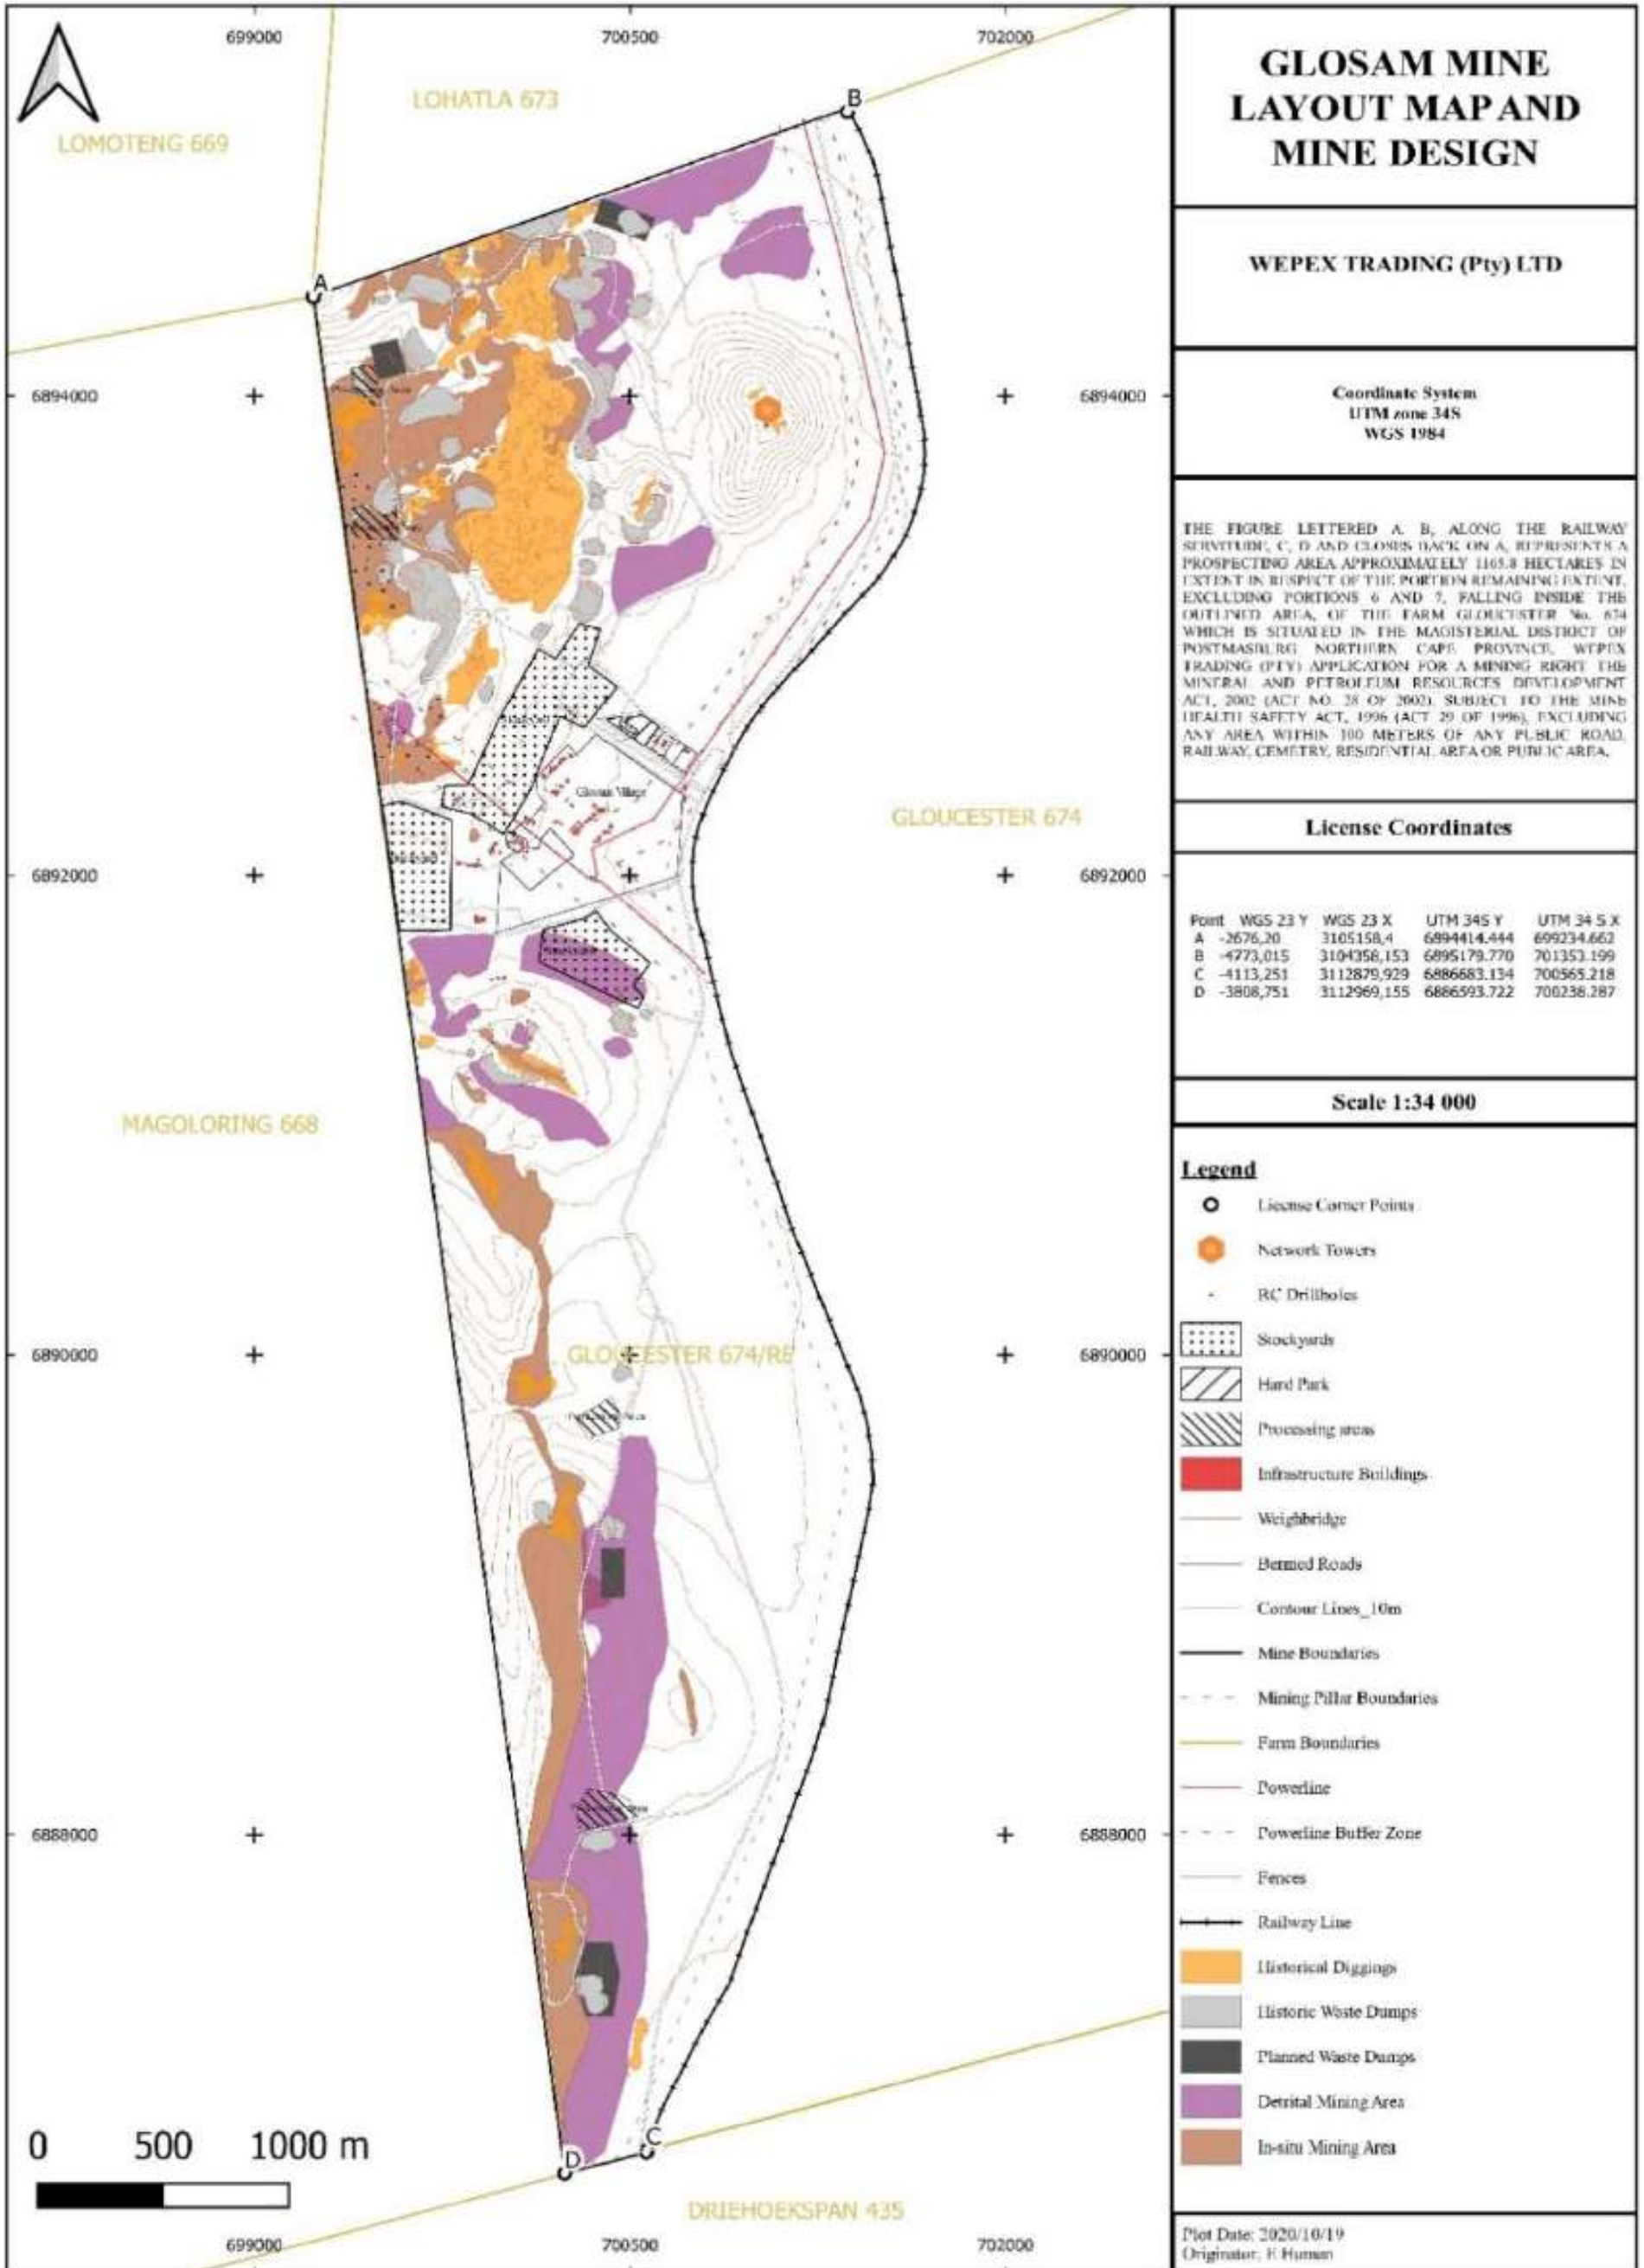 699000
700500
702000
LOHATLA 673
LOMOTENG 669
B
A
6894000
6894000
Glosam Village
GLOUCESTER 674
6892000
6892000
MAGOLORING 668
6890000
GLOUCESTER 674/RE
6890000
6888000
6888000
C
D
0 500 1000 m
DRIEHOEKSPAN 435
699000
700500
702000
GLOSAM MINE
LAYOUT MAP AND
MINE DESIGN
WEPEX TRADING (Pty) LTD
Coordinate System
UTM zone 34S
WGS 1984
THE FIGURE LETTERED A, B, ALONG THE RAILWAY
SERVITUDE, C, D AND CLOSES BACK ON A, REPRESENTS A
PROSPECTING AREA APPROXIMATELY 1165.8 HECTARES IN
EXTENT IN RESPECT OF THE PORTION REMAINING EXTENT,
EXCLUDING PORTIONS 6 AND 7, FALLING INSIDE THE
OUTLINED AREA, OF THE FARM GLOUCESTER No. 674
WHICH IS SITUATED IN THE MAGISTERIAL DISTRICT OF
POSTMASBURG NORTHERN CAPE PROVINCE, WEPEX
TRADING (PTY) APPLICATION FOR A MINING RIGHT THE
MINERAL AND PETROLEUM RESOURCES DEVELOPMENT
ACT, 2002 (ACT NO. 28 OF 2002). SUBJECT TO THE MINE
HEALTH SAFETY ACT, 1996 (ACT 29 OF 1996), EXCLUDING
ANY AREA WITHIN 100 METERS OF ANY PUBLIC ROAD,
RAILWAY, CEMETRY, RESIDENTIAL AREA OR PUBLIC AREA.
License Coordinates
Point WGS 23 Y WGS 23 X UTM 34S Y UTM 34 S X
A -2676,20 3105158,4 6894414.444 699234.662
B -4773,015 3104358,153 6895179.770 701353.199
C -4113,251 3112879,929 6886683.134 700565.218
D -3808,751 3112969,155 6886593.722 700238.287
Scale 1:34 000
Legend
License Corner Points
Network Towers
RC Drillholes
Stockyards
Hard Park
Processing areas
Infrastructure Buildings
Weighbridge
Bermed Roads
Contour Lines_10m
Mine Boundaries
Mining Pillar Boundaries
Farm Boundaries
Powerline
Powerline Buffer Zone
Fences
Railway Line
Historical Diggings
Historic Waste Dumps
Planned Waste Dumps
Detrital Mining Area
In-situ Mining Area
Plot Date: 2020/10/19
Originator: E Human